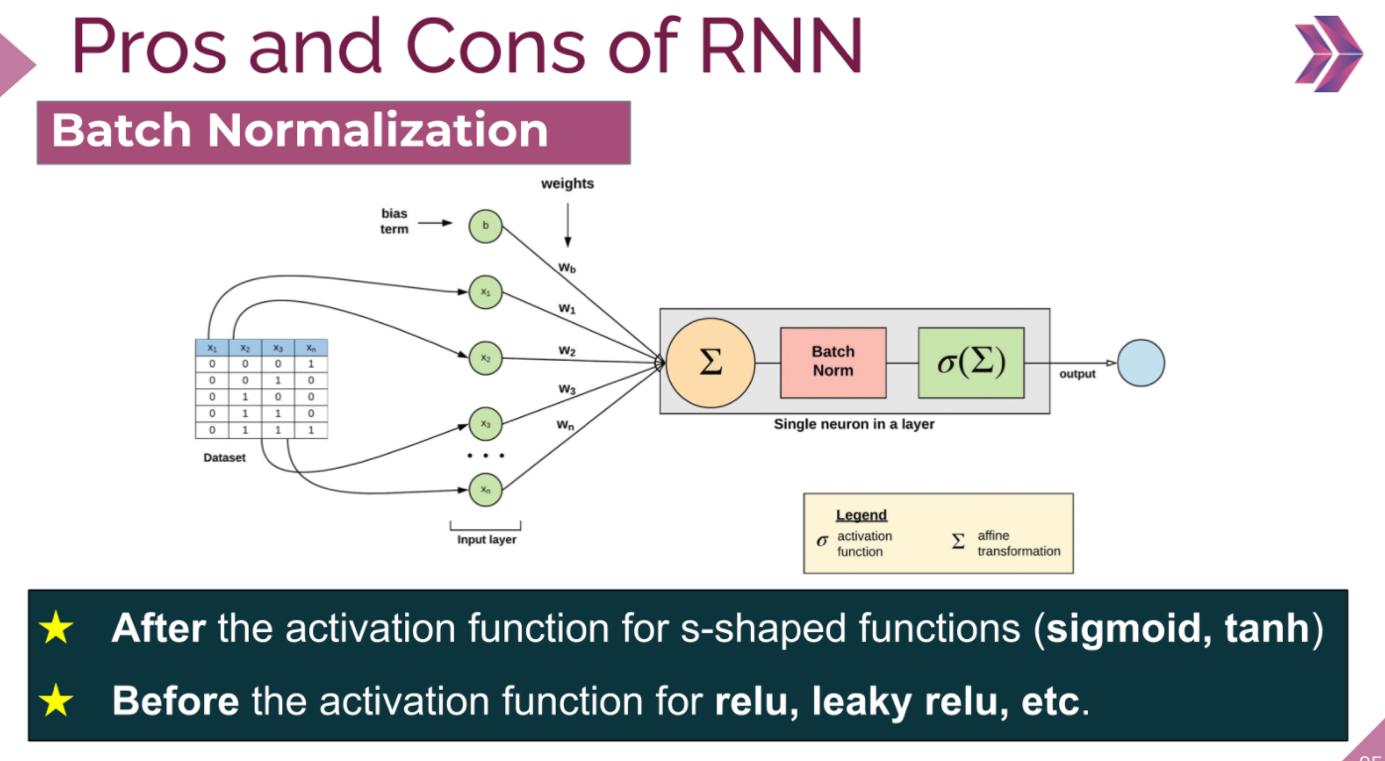 Pros and Cons of RNN
Batch Normalization
weights
bias
term
b
wb
x₁
w₁
x₂
w₂
x₃
w₃
wn
. . .
xn
Input layer
x₁ x₂ x₃ xn
0 0 0 1
0 0 1 0
0 1 0 0
0 1 1 0
0 1 1 1
Dataset
Σ
Batch
Norm
σ(Σ)
output
Single neuron in a layer
Legend
σ activation
function
Σ affine
transformation
★ After the activation function for s-shaped functions (sigmoid, tanh)
★ Before the activation function for relu, leaky relu, etc.